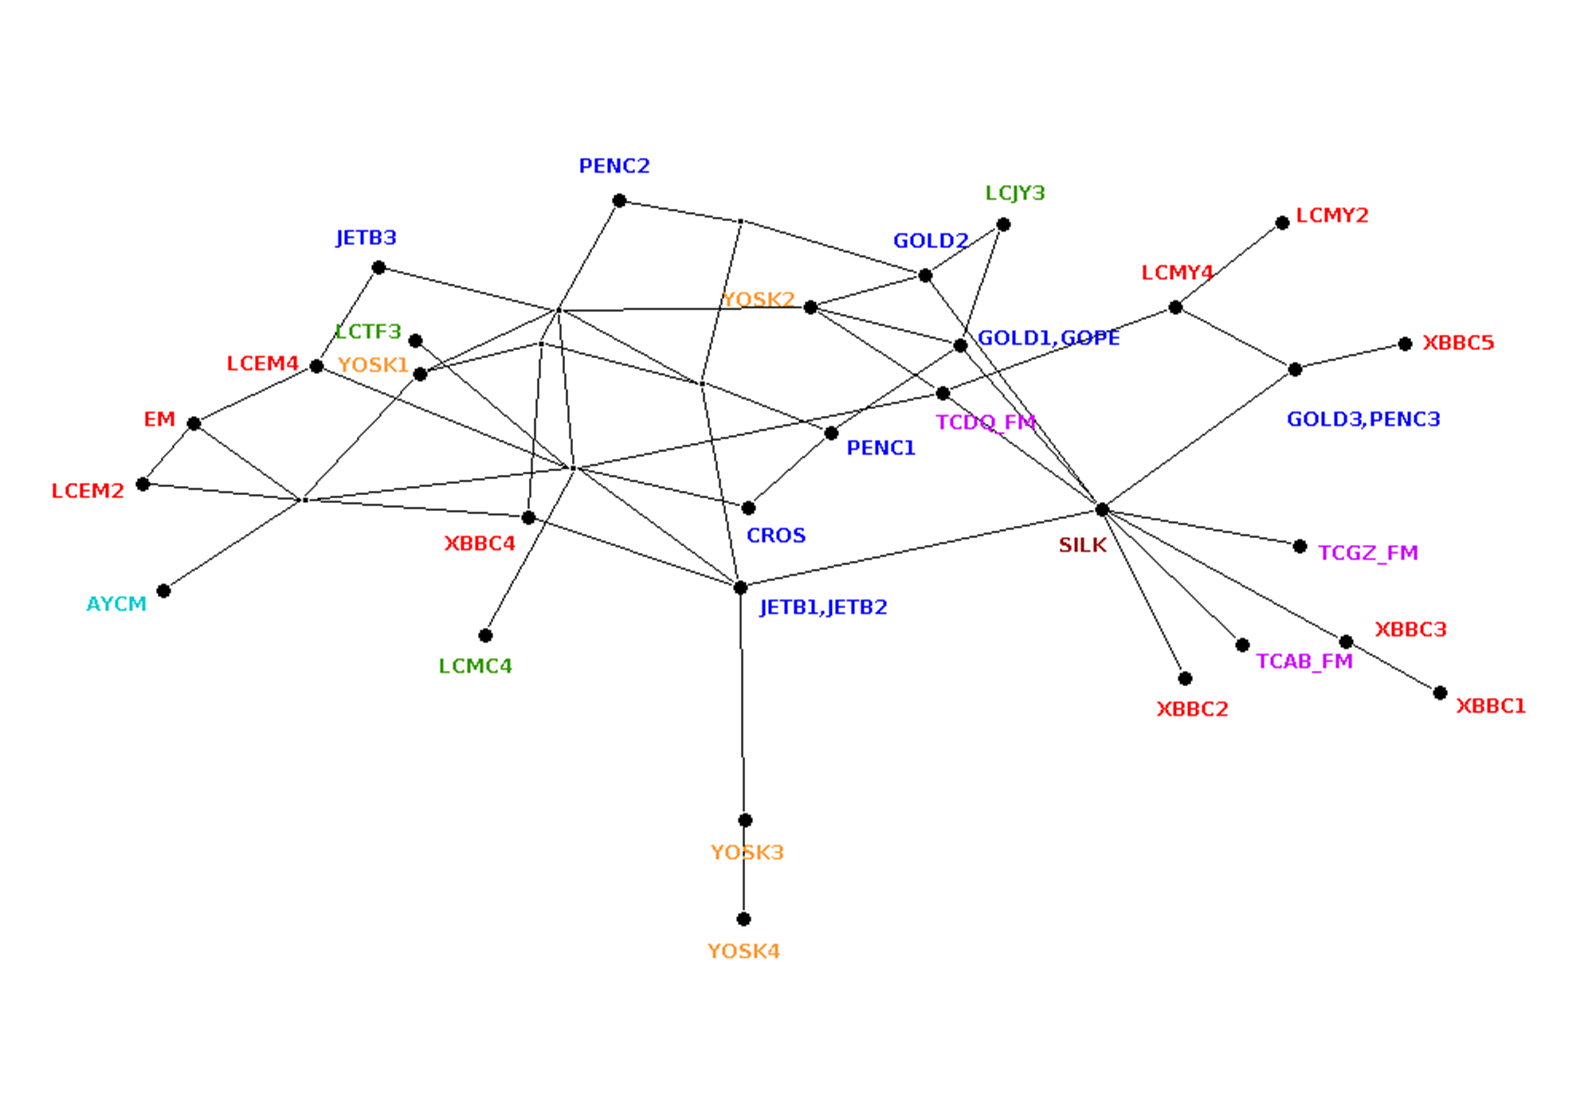 PENC2
LCJY3
LCMY2
JETB3
GOLD2
LCMY4
YOSK2
LCTF3
GOLD1,GOPE
XBBC5
LCEM4
YOSK1
EM
TCDQ_FM
GOLD3,PENC3
PENC1
LCEM2
CROS
XBBC4
SILK
TCGZ_FM
AYCM
JETB1,JETB2
XBBC3
LCMC4
TCAB_FM
XBBC2
XBBC1
YOSK3
YOSK4